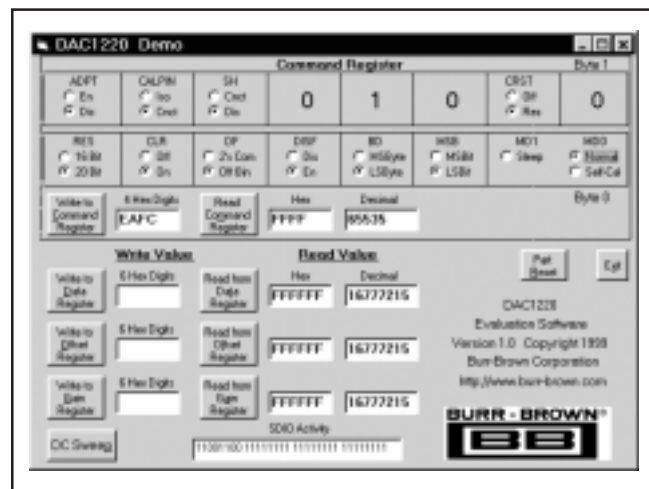 DAC1220 Demo
Command Register Byte 1
ADPT CALPIN SH CRST
En Iso Cnct 0 1 0 Off 0
Dis Cnct Dis Res
RES CLR DF DISF BD MSB MD1 MD0
16 Bit Off 2's Com Dis MSByte MSBit Sleep Normal
20 Bit On Off Bin En LSByte LSBit Self-Cal
Write to Command Register 6 Hex Digits EAFC Read Command Register Hex FFFF Decimal 65535 Byte 0
Write Value Read Value
Write to Data Register 6 Hex Digits Read from Data Register Hex FFFFFF Decimal 16777215
Part Reset Exit
Write to Offset Register 6 Hex Digits Read from Offset Register FFFFFF 16777215
Write to Gain Register 6 Hex Digits Read from Gain Register FFFFFF 16777215
DAC1220
Evaluation Software
Version 1.0 Copyright 1998
Burr-Brown Corporation
http://www.burr-brown.com
BURR-BROWN®
BB
DC Sweep
SDIO Activity
11111111 11111111 11111111